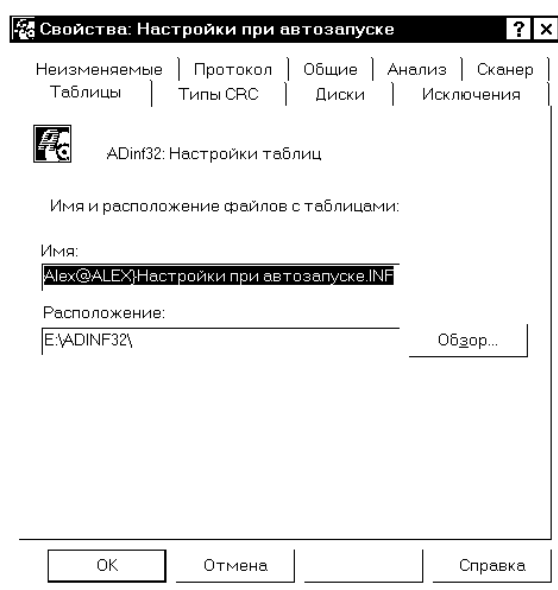 Свойства: Настройки при автозапуске
Неизменяемые Протокол Общие Анализ Сканер
Таблицы Типы CRC Диски Исключения
ADinf32: Настройки таблиц
Имя и расположение файлов с таблицами:
Имя:
Alex@ALEX}Настройки при автозапуске.INF
Расположение:
E:\ADINF32\
Обзор...
OK Отмена Справка